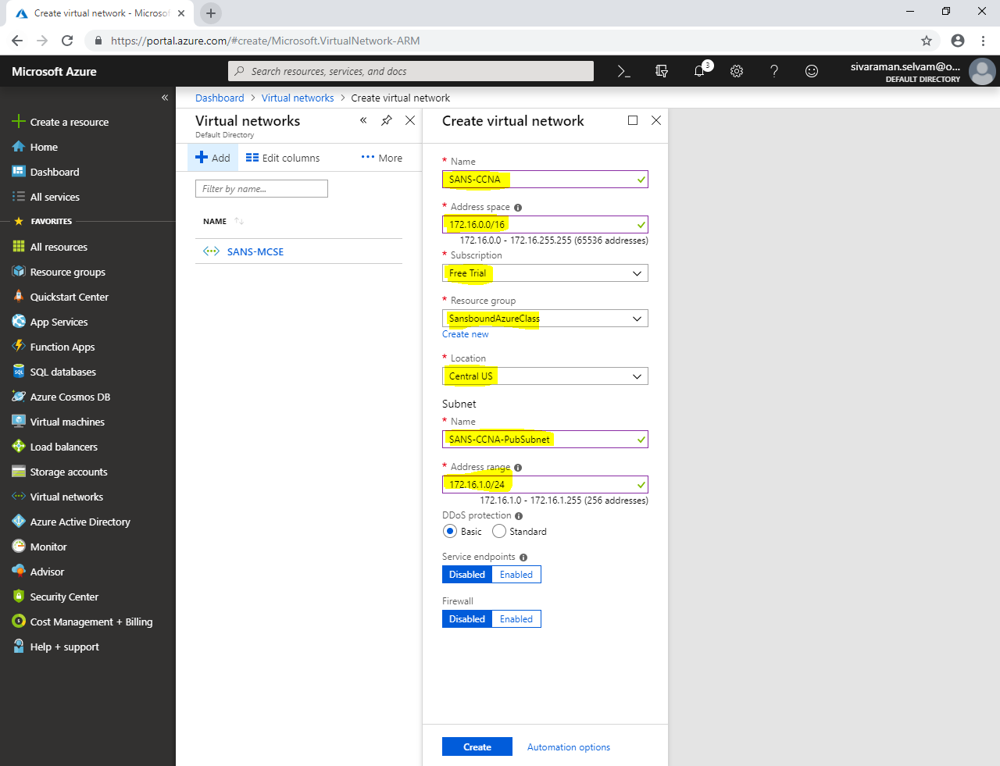 Create virtual network - Microsof
https://portal.azure.com/#create/Microsoft.VirtualNetwork-ARM
Microsoft Azure
Search resources, services, and docs
3
sivaraman.selvam@o...
DEFAULT DIRECTORY
Dashboard > Virtual networks > Create virtual network
Create a resource
Home
Dashboard
All services
FAVORITES
All resources
Resource groups
Quickstart Center
App Services
Function Apps
SQL databases
Azure Cosmos DB
Virtual machines
Load balancers
Storage accounts
Virtual networks
Azure Active Directory
Monitor
Advisor
Security Center
Cost Management + Billing
Help + support
Virtual networks
Default Directory
Add Edit columns More
Filter by name...
NAME
SANS-MCSE
Create virtual network
* Name
SANS-CCNA
* Address space
172.16.0.0/16
172.16.0.0 - 172.16.255.255 (65536 addresses)
* Subscription
Free Trial
* Resource group
SansboundAzureClass
Create new
* Location
Central US
Subnet
* Name
SANS-CCNA-PubSubnet
* Address range
172.16.1.0/24
172.16.1.0 - 172.16.1.255 (256 addresses)
DDoS protection
Basic Standard
Service endpoints
Disabled Enabled
Firewall
Disabled Enabled
Create Automation options